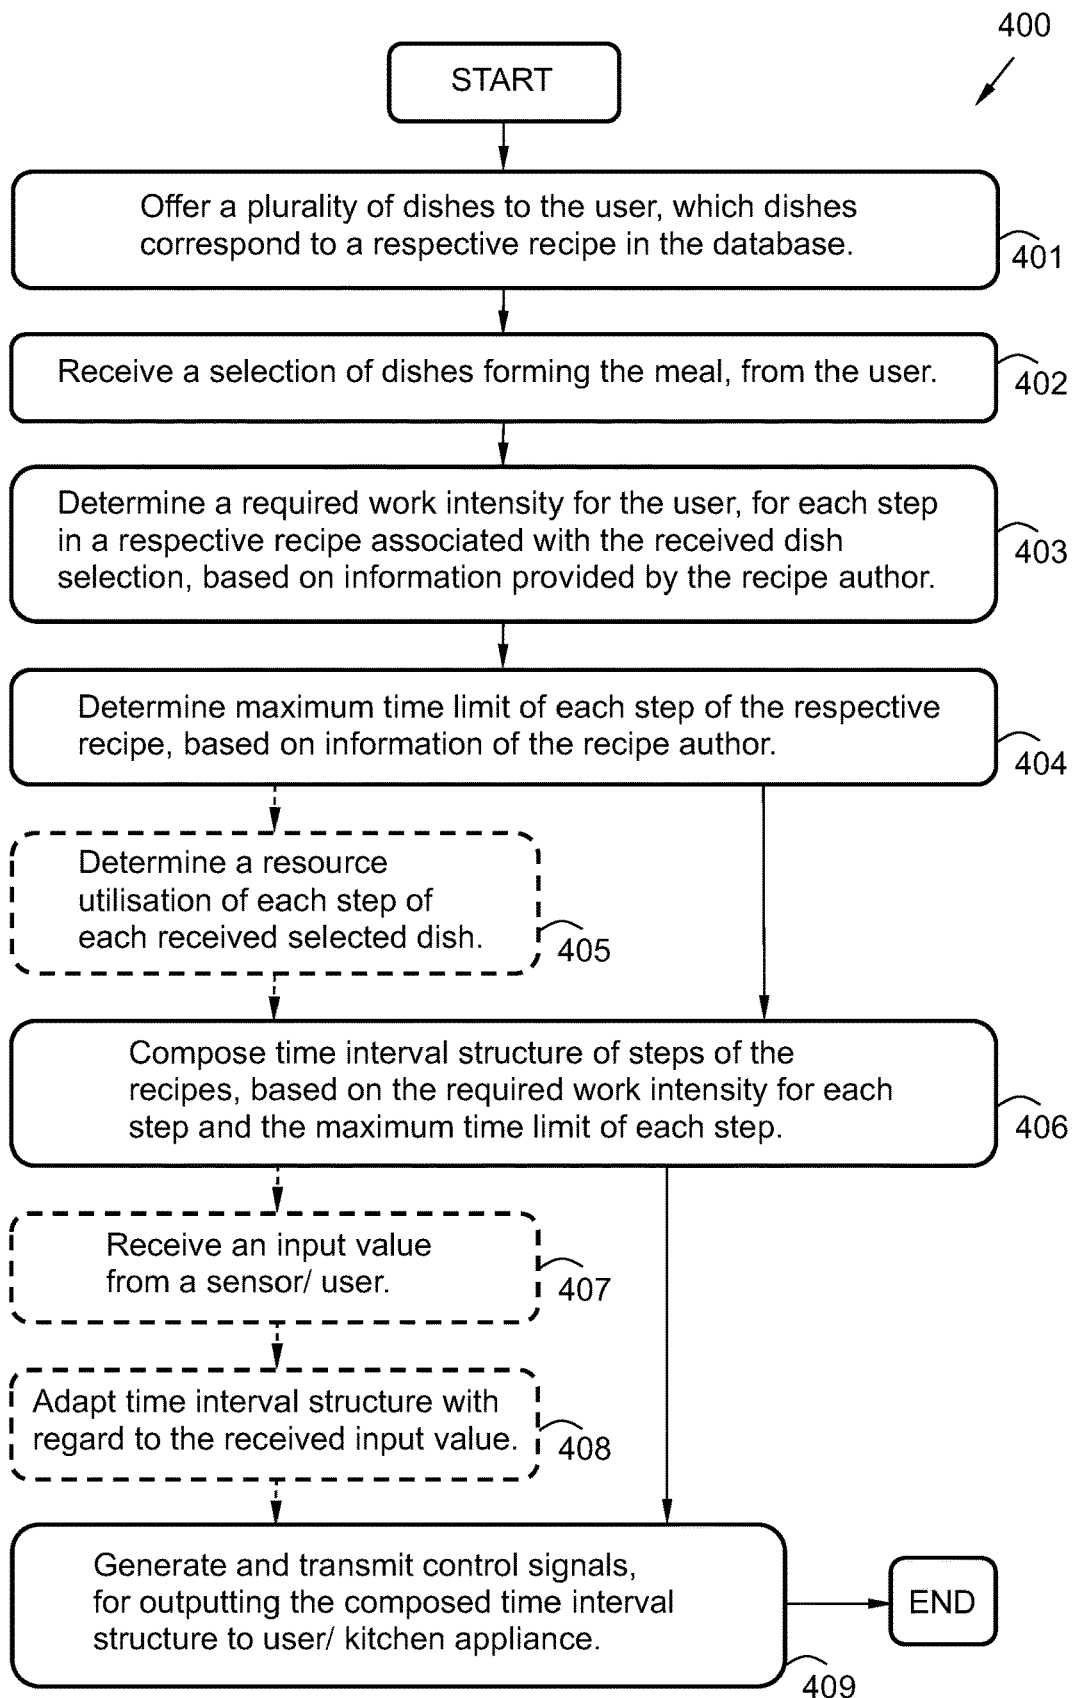 400
START
Offer a plurality of dishes to the user, which dishes
correspond to a respective recipe in the database.
401
Receive a selection of dishes forming the meal, from the user.
402
Determine a required work intensity for the user, for each step
in a respective recipe associated with the received dish
selection, based on information provided by the recipe author.
403
Determine maximum time limit of each step of the respective
recipe, based on information of the recipe author.
404
Determine a resource
utilisation of each step of
each received selected dish.
405
Compose time interval structure of steps of the
recipes, based on the required work intensity for each
step and the maximum time limit of each step.
406
Receive an input value
from a sensor/ user.
407
Adapt time interval structure with
regard to the received input value.
408
Generate and transmit control signals,
for outputting the composed time interval
structure to user/ kitchen appliance.
409
END